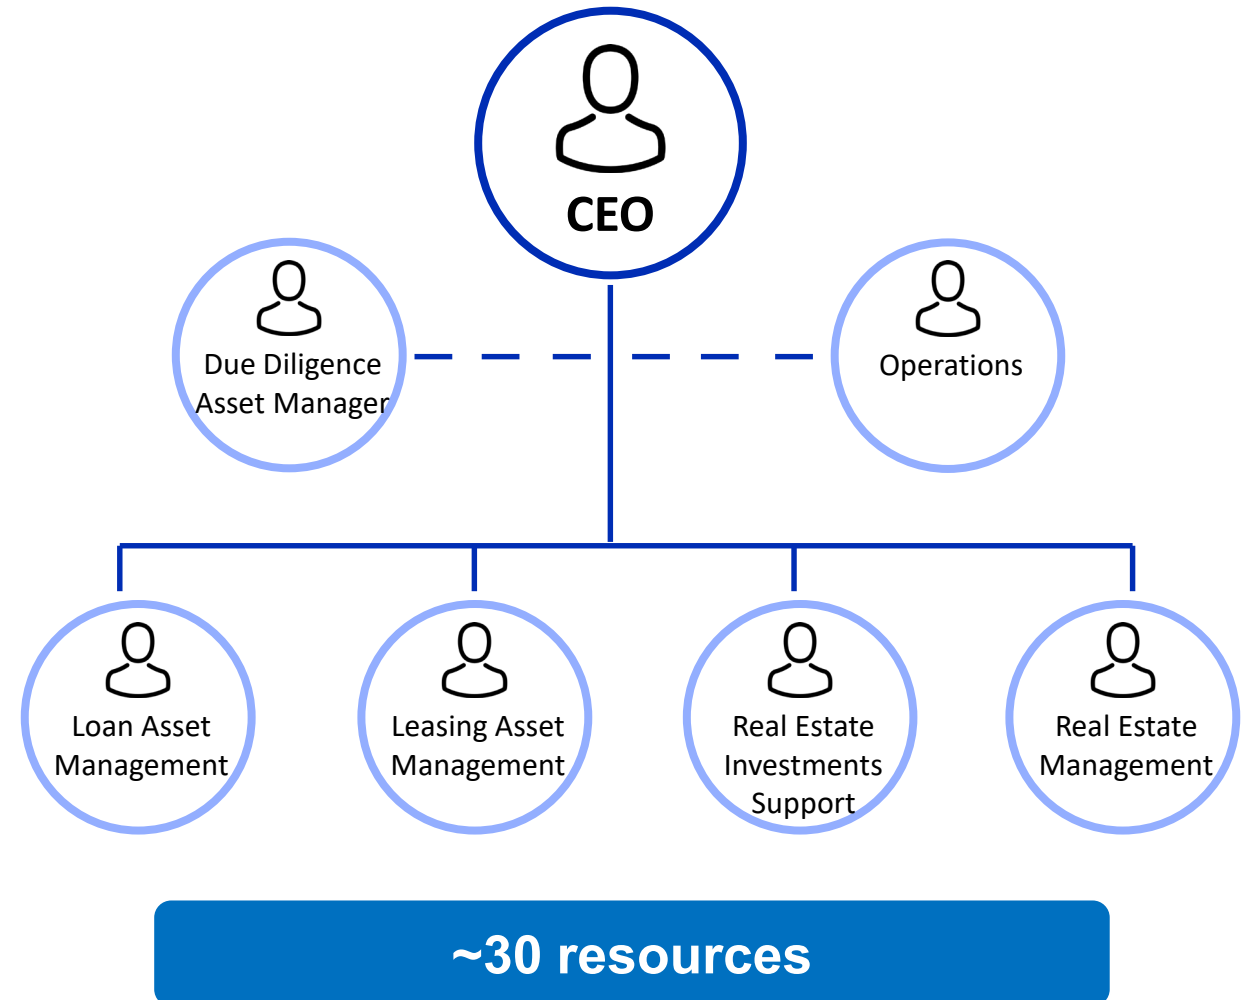 CEO
Due Diligence
Asset Manager
Operations
Loan Asset
Management
Leasing Asset
Management
Real Estate
Investments
Support
Real Estate
Management
~30 resources